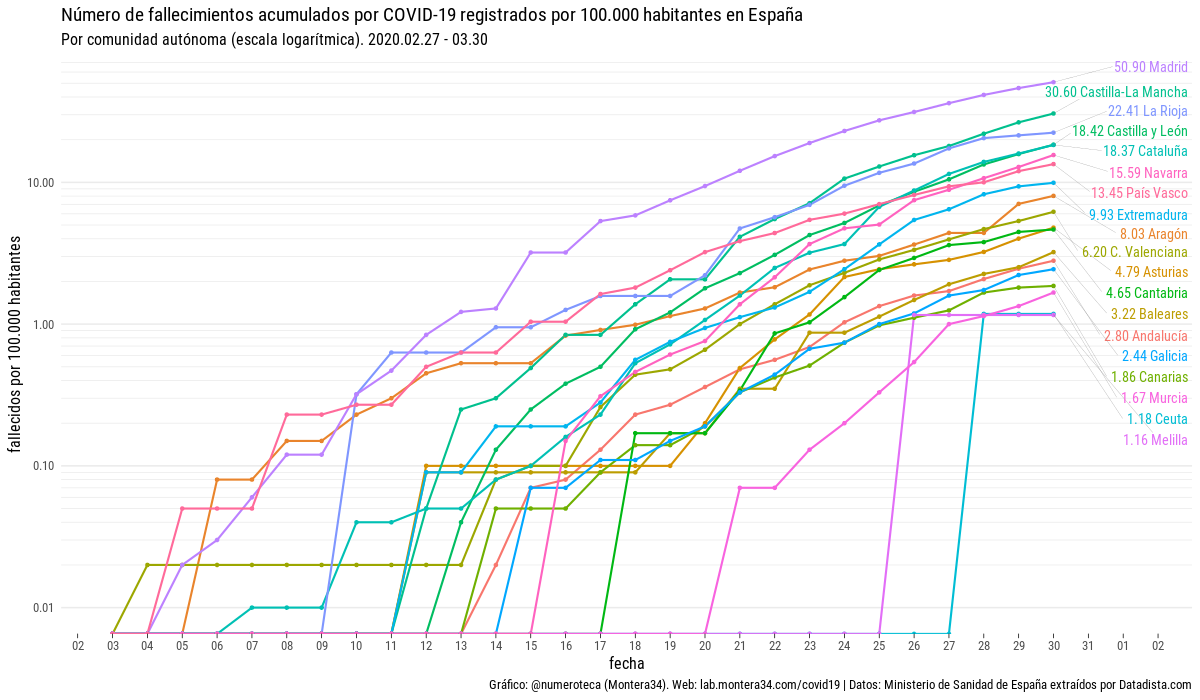 Número de fallecimientos acumulados por COVID-19 registrados por 100.000 habitantes en España
Por comunidad autónoma (escala logarítmica). 2020.02.27 - 03.30
fallecidos por 100.000 habitantes
10.00
1.00
0.10
0.01
50.90 Madrid
30.60 Castilla-La Mancha
22.41 La Rioja
18.42 Castilla y León
18.37 Cataluña
15.59 Navarra
13.45 País Vasco
9.93 Extremadura
8.03 Aragón
6.20 C. Valenciana
4.79 Asturias
4.65 Cantabria
3.22 Baleares
2.80 Andalucía
2.44 Galicia
1.86 Canarias
1.67 Murcia
1.18 Ceuta
1.16 Melilla
02 03 04 05 06 07 08 09 10 11 12 13 14 15 16 17 18 19 20 21 22 23 24 25 26 27 28 29 30 31 01 02
fecha
Gráfico: @numeroteca (Montera34). Web: lab.montera34.com/covid19 | Datos: Ministerio de Sanidad de España extraídos por Datadista.com